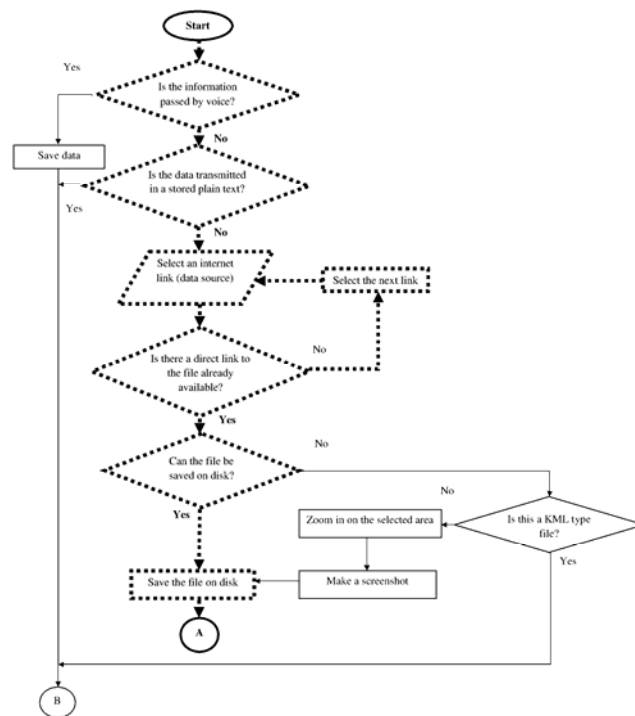 Start
Yes
Is the information
passed by voice?
No
Save data
Is the data transmitted
in a stored plain text?
Yes
No
Select an internet
link (data source)
Select the next link
Is there a direct link to
the file already
available?
No
Yes
Can the file be
saved on disk?
No
Yes
No
Zoom in on the selected area
Is this a KML type
file?
Yes
Save the file on disk
Make a screenshot
A
B